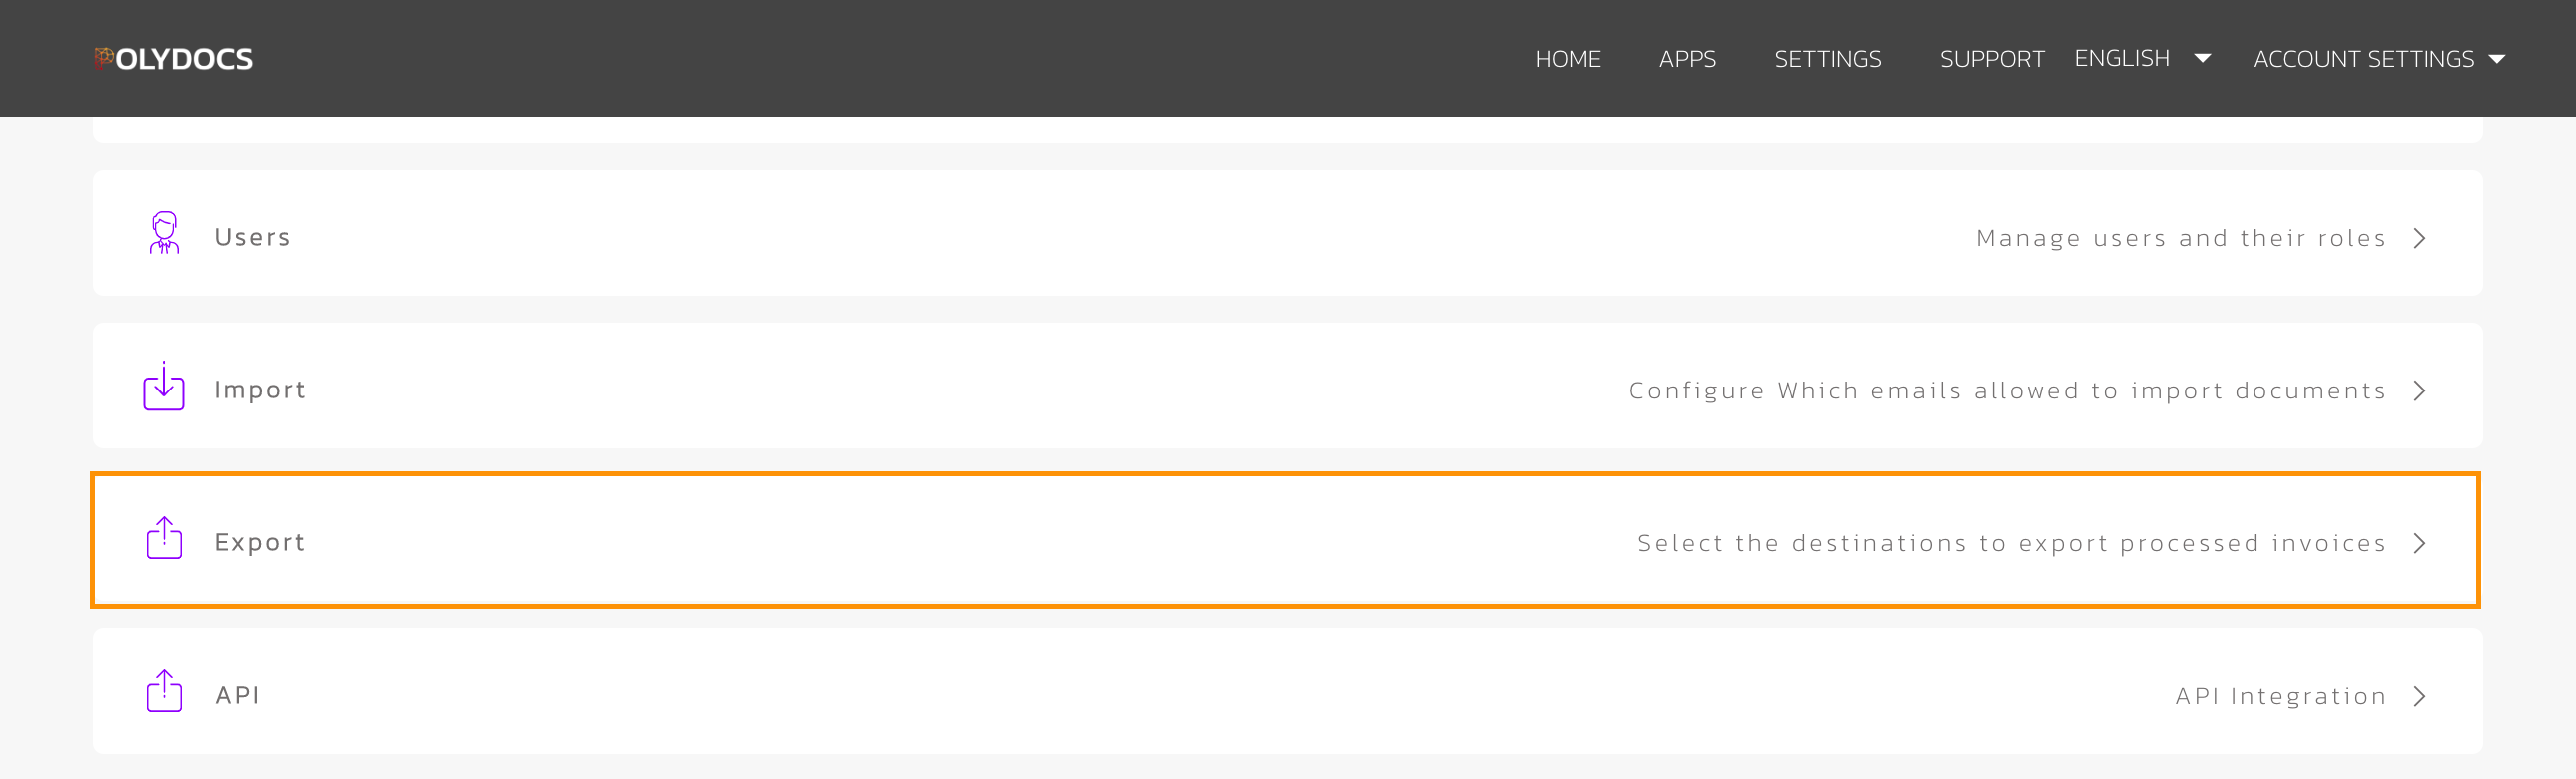 POLYDOCS HOME APPS SETTINGS SUPPORT ENGLISH ACCOUNT SETTINGS
Users Manage users and their roles
Import Configure Which emails allowed to import documents
Export Select the destinations to export processed invoices
API API Integration